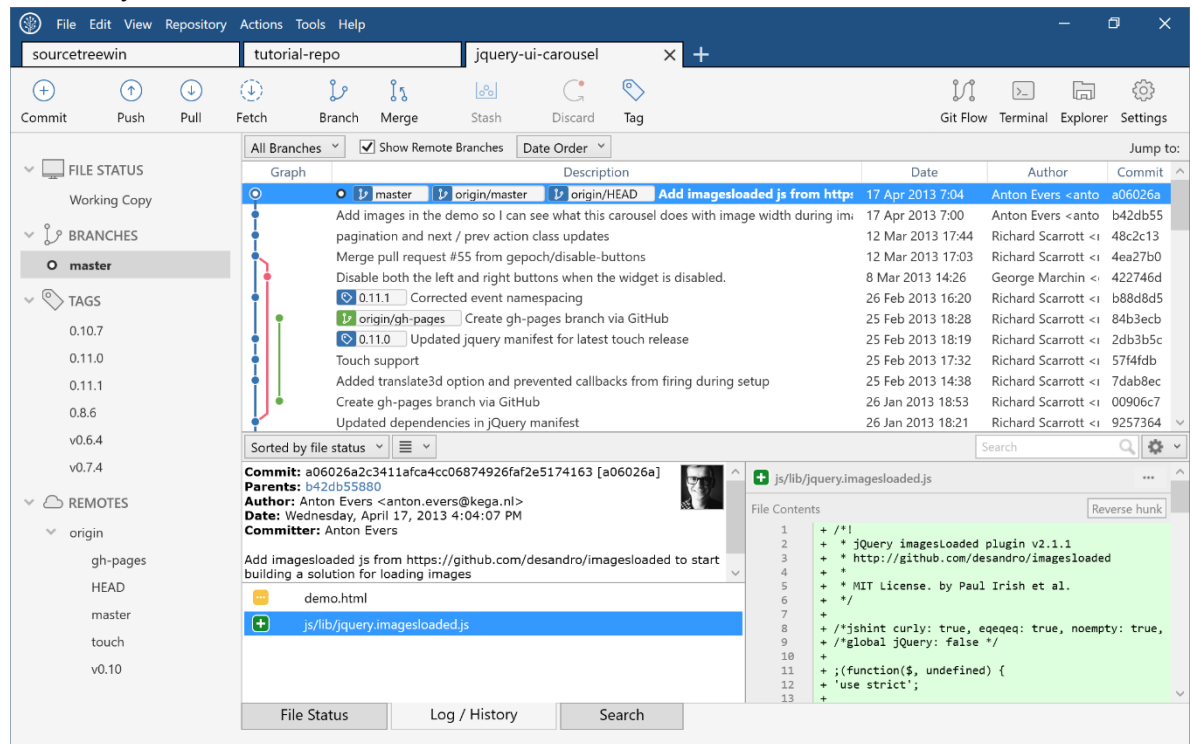 File Edit View Repository Actions Tools Help
sourcetreewin tutorial-repo jquery-ui-carousel
Commit Push Pull Fetch Branch Merge Stash Discard Tag Git Flow Terminal Explorer Settings
All Branches Show Remote Branches Date Order Jump to:
FILE STATUS
Working Copy
BRANCHES
master
TAGS
0.10.7
0.11.0
0.11.1
0.8.6
v0.6.4
v0.7.4
REMOTES
origin
gh-pages
HEAD
master
touch
v0.10
Graph Description Date Author Commit
master origin/master origin/HEAD Add imagesloaded js from https 17 Apr 2013 7:04 Anton Evers <anto a06026a
Add images in the demo so I can see what this carousel does with image width during 17 Apr 2013 7:00 Anton Evers <anto b42db55
pagination and next / prev action class updates 12 Mar 2013 17:44 Richard Scarrott < 48c2c13
Merge pull request #55 from gepoch/disable-buttons 12 Mar 2013 17:03 Richard Scarrott < 4ea27b0
Disable both the left and right buttons when the widget is disabled. 8 Mar 2013 14:26 George Marchin < 422746d
0.11.1 Corrected event namespacing 26 Feb 2013 16:20 Richard Scarrott < b88d8d5
origin/gh-pages Create gh-pages branch via GitHub 25 Feb 2013 18:28 Richard Scarrott < 84b3ecb
0.11.0 Updated jquery manifest for latest touch release 25 Feb 2013 18:19 Richard Scarrott < 2db3b5c
Touch support 25 Feb 2013 17:32 Richard Scarrott < 57f4fdb
Added translate3d option and prevented callbacks from firing during setup 25 Feb 2013 14:38 Richard Scarrott < 7dab8ec
Create gh-pages branch via GitHub 26 Jan 2013 18:53 Richard Scarrott < 00906c7
Updated dependencies in jQuery manifest 26 Jan 2013 18:21 Richard Scarrott < 9257364
Sorted by file status Search
Commit: a06026a2c3411afca4cc06874926faf2e5174163 [a06026a]
Parents: b42db55880
Author: Anton Evers <anton.evers@kega.nl>
Date: Wednesday, April 17, 2013 4:04:07 PM
Committer: Anton Evers
Add imagesloaded js from https://github.com/desandro/imagesloaded to start
building a solution for loading images
demo.html
js/lib/jquery.imagesloaded.js
js/lib/jquery.imagesloaded.js
File Contents Reverse hunk
1 + /*!
2 + * jQuery imagesLoaded plugin v2.1.1
3 + * http://github.com/desandro/imagesloaded
4 + *
5 + * MIT License. by Paul Irish et al.
6 + */
7 +
8 + /*jshint curly: true, eqeqeq: true, noempty: true,
9 + /*global jQuery: false */
10 +
11 + ;(function($, undefined) {
12 + 'use strict';
13 +
File Status Log / History Search